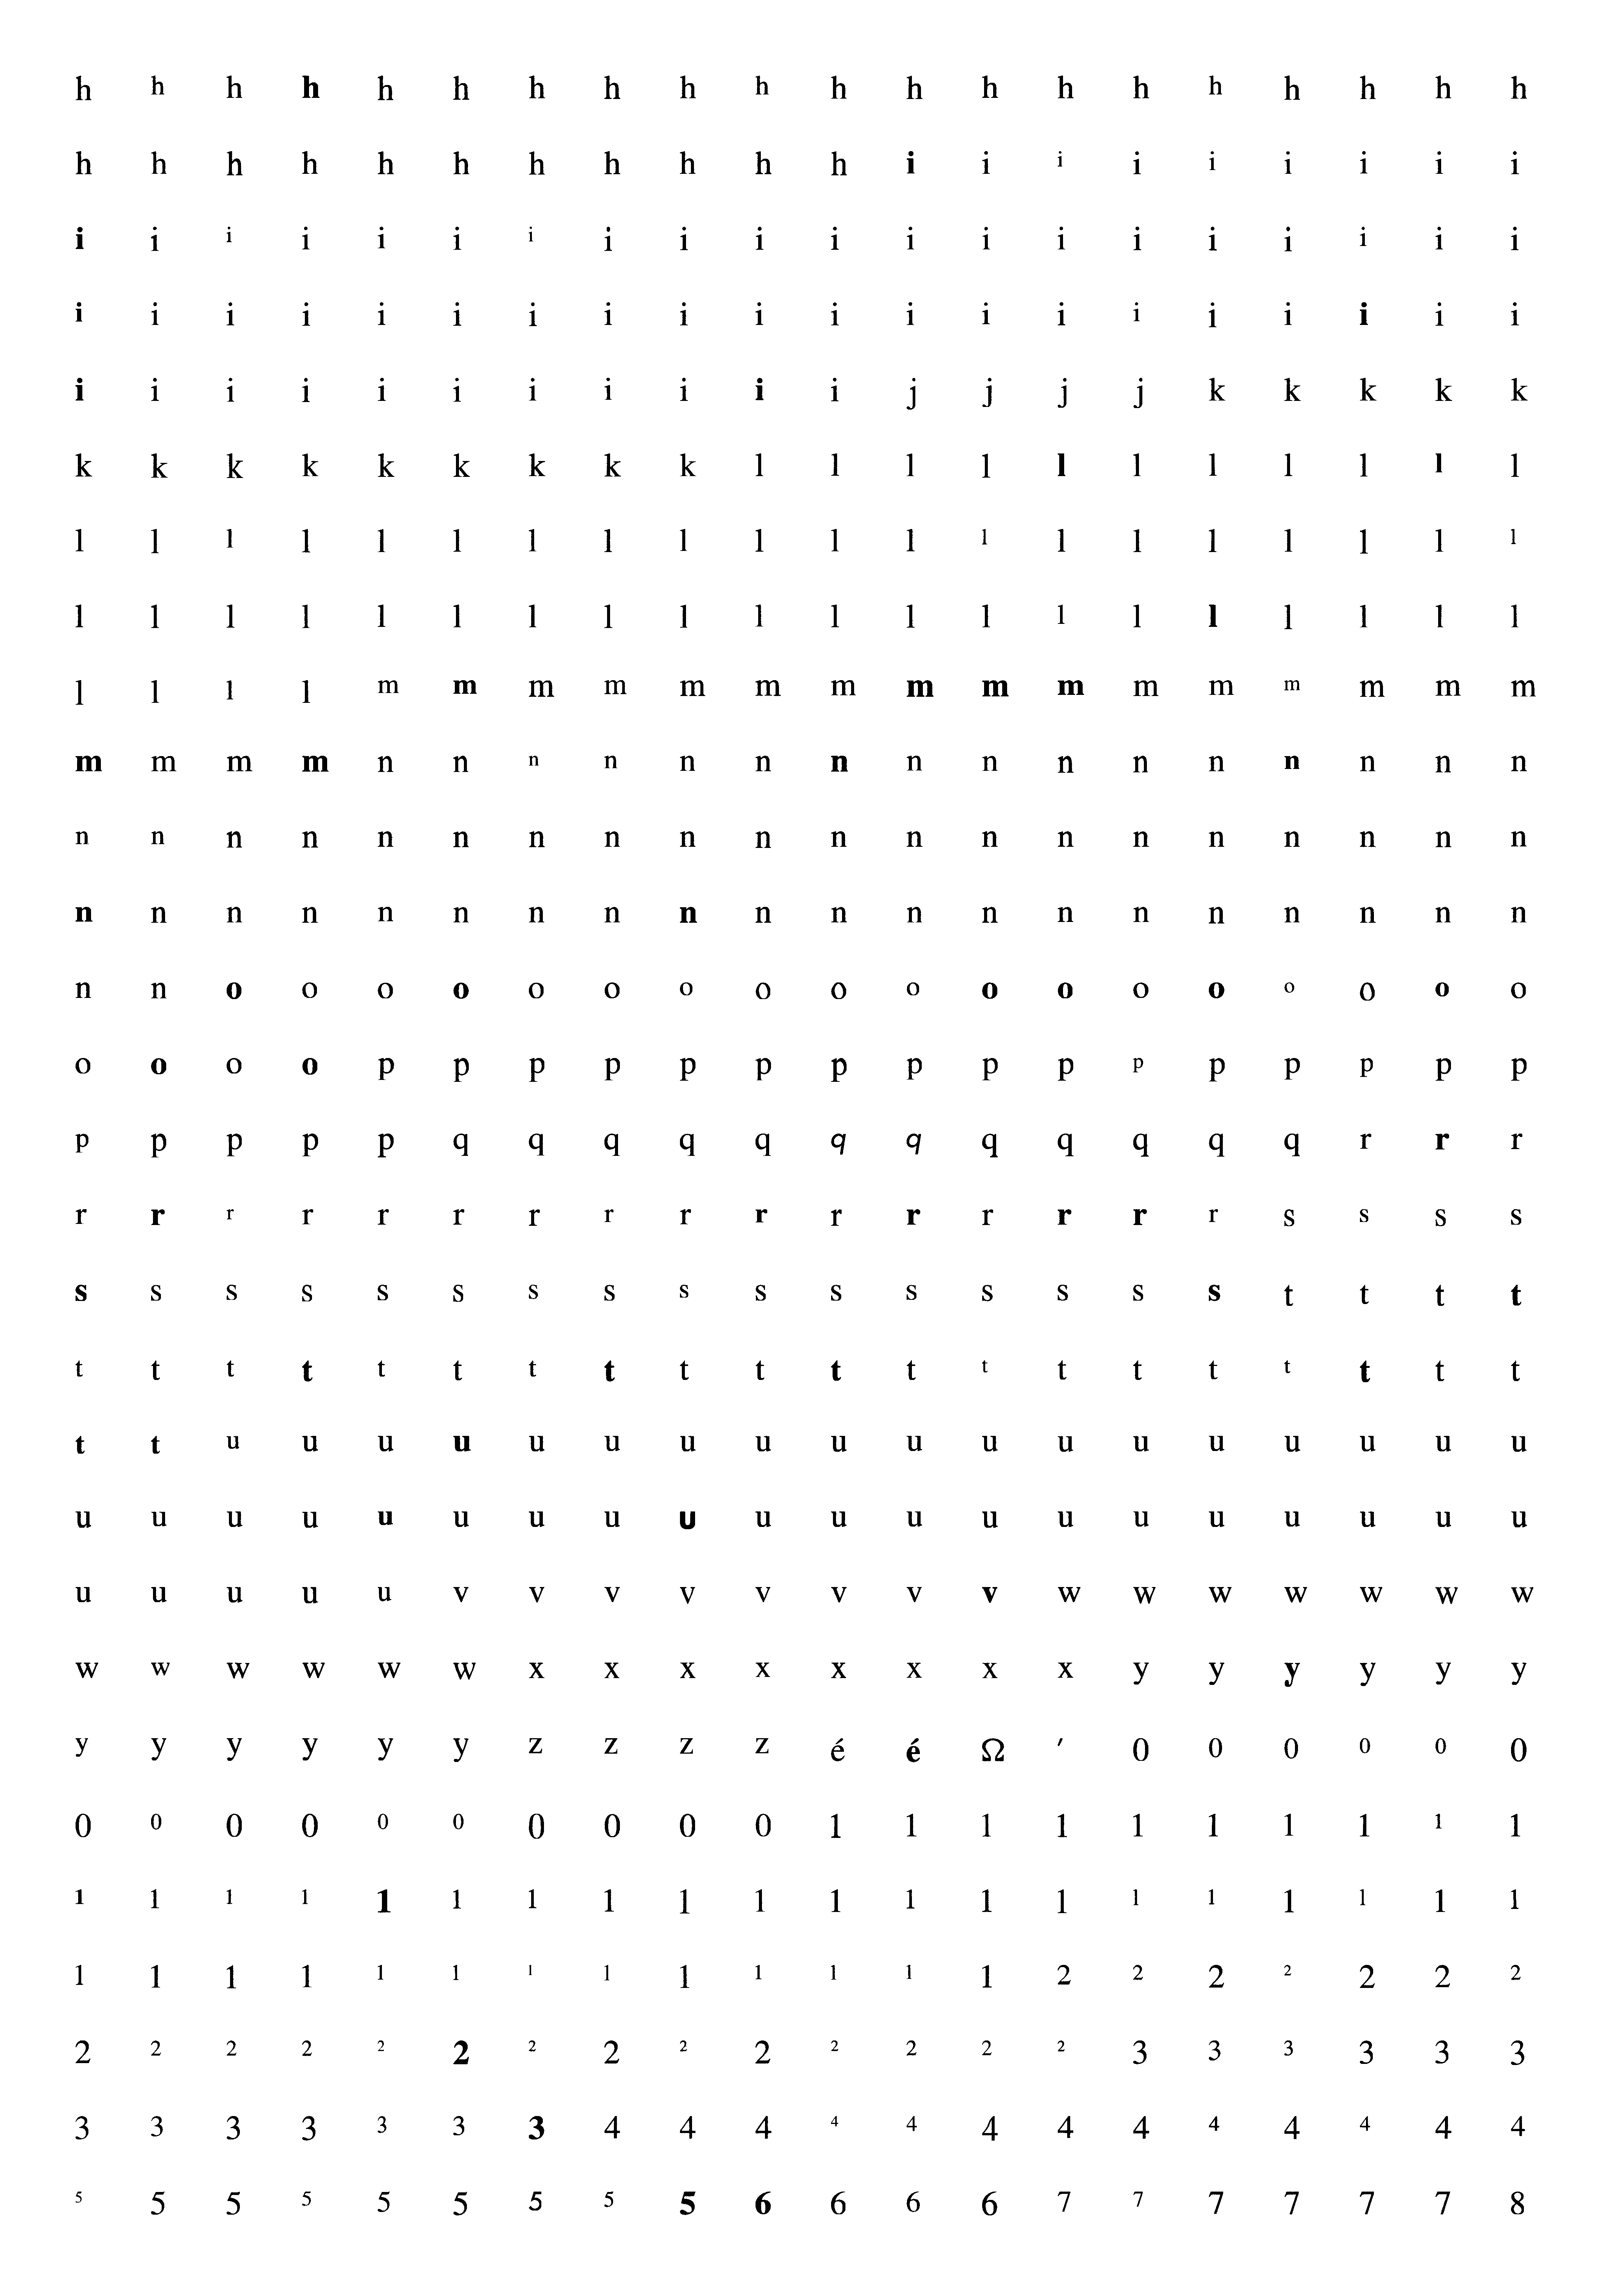 h h h h h h h h h h h h h h h h h h h h
h h h h h h h h h h h i i i i i i i i i
i i i i i i i i i i i i i i i i i i i i
i i i i i i i i i i i i i i i i i i i i
i i i i i i i i i i i j j j j k k k k k
k k k k k k k k k l l l l l l l l l l l
l l l l l l l l l l l l l l l l l l l l
l l l l l l l l l l l l l l l l l l l l
l l l l m m m m m m m m m m m m m m m m
m m m m n n n n n n n n n n n n n n n n
n n n n n n n n n n n n n n n n n n n n
n n n n n n n n n n n n n n n n n n n n
n n o o o o o o o o o o o o o o o o o o
o o o o p p p p p p p p p p p p p p p p
p p p p p q q q q q q q q q q q q r r r
r r r r r r r r r r r r r r r r s s s s
s s s s s s s s s s s s s s s s t t t t
t t t t t t t t t t t t t t t t t t t t
t t u u u u u u u u u u u u u u u u u u
u u u u u u u u u u u u u u u u u u u u
u u u u u v v v v v v v v w w w w w w w
w w w w w w x x x x x x x x y y y y y y
y y y y y y z z z z é é Ω ′ 0 0 0 0 0 0
0 0 0 0 0 0 0 0 0 0 1 1 1 1 1 1 1 1 1 1
1 1 1 1 1 1 1 1 1 1 1 1 1 1 1 1 1 1 1 1
1 1 1 1 1 1 1 1 1 1 1 1 1 2 2 2 2 2 2 2
2 2 2 2 2 2 2 2 2 2 2 2 2 2 3 3 3 3 3 3
3 3 3 3 3 3 3 4 4 4 4 4 4 4 4 4 4 4 4 4
5 5 5 5 5 5 5 5 5 6 6 6 6 7 7 7 7 7 7 8